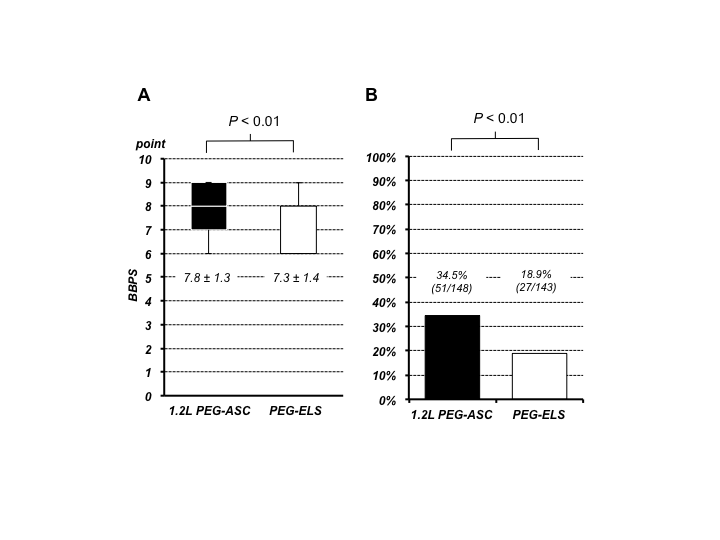 A
P < 0.01
point
10
9
8
7
6
5
4
3
2
1
0
BBPS
7.8 ± 1.3
7.3 ± 1.4
1.2L PEG-ASC
PEG-ELS
B
P < 0.01
100%
90%
80%
70%
60%
50%
40%
30%
20%
10%
0%
34.5%
(51/148)
18.9%
(27/143)
1.2L PEG-ASC
PEG-ELS